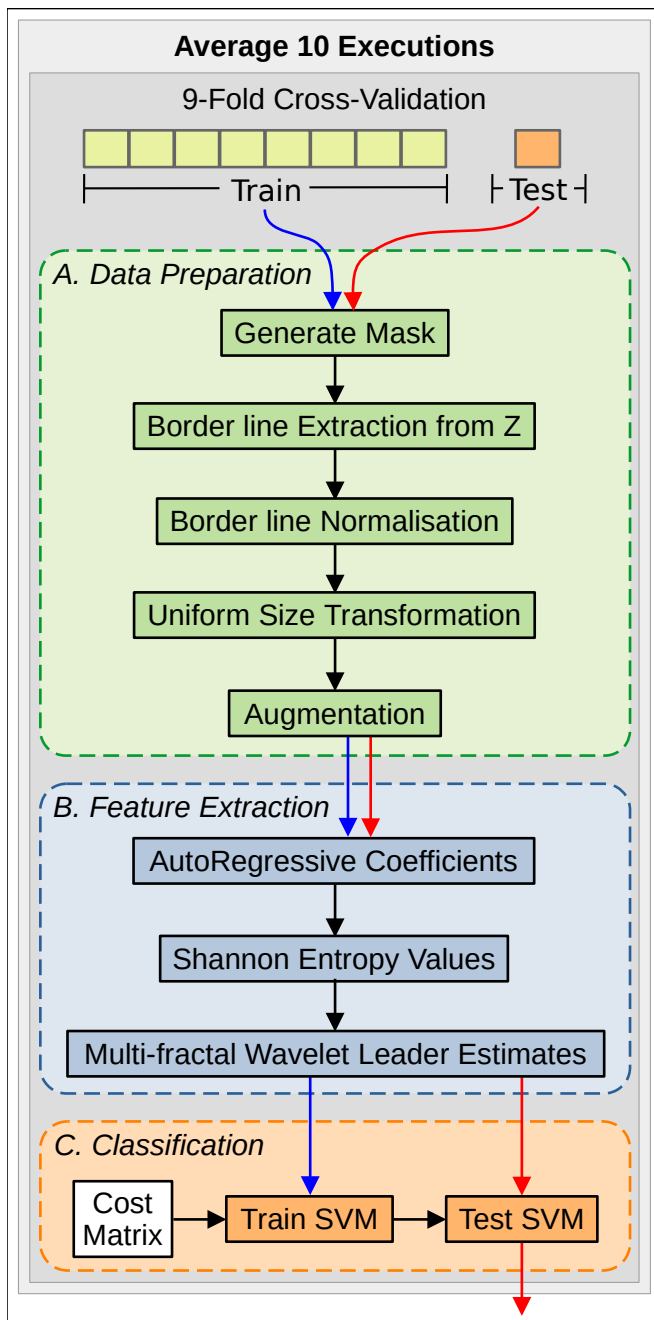 Average 10 Executions
9-Fold Cross-Validation
Train
Test
A. Data Preparation
Generate Mask
Border line Extraction from Z
Border line Normalisation
Uniform Size Transformation
Augmentation
B. Feature Extraction
AutoRegressive Coefficients
Shannon Entropy Values
Multi-fractal Wavelet Leader Estimates
C. Classification
Cost
Matrix
Train SVM
Test SVM